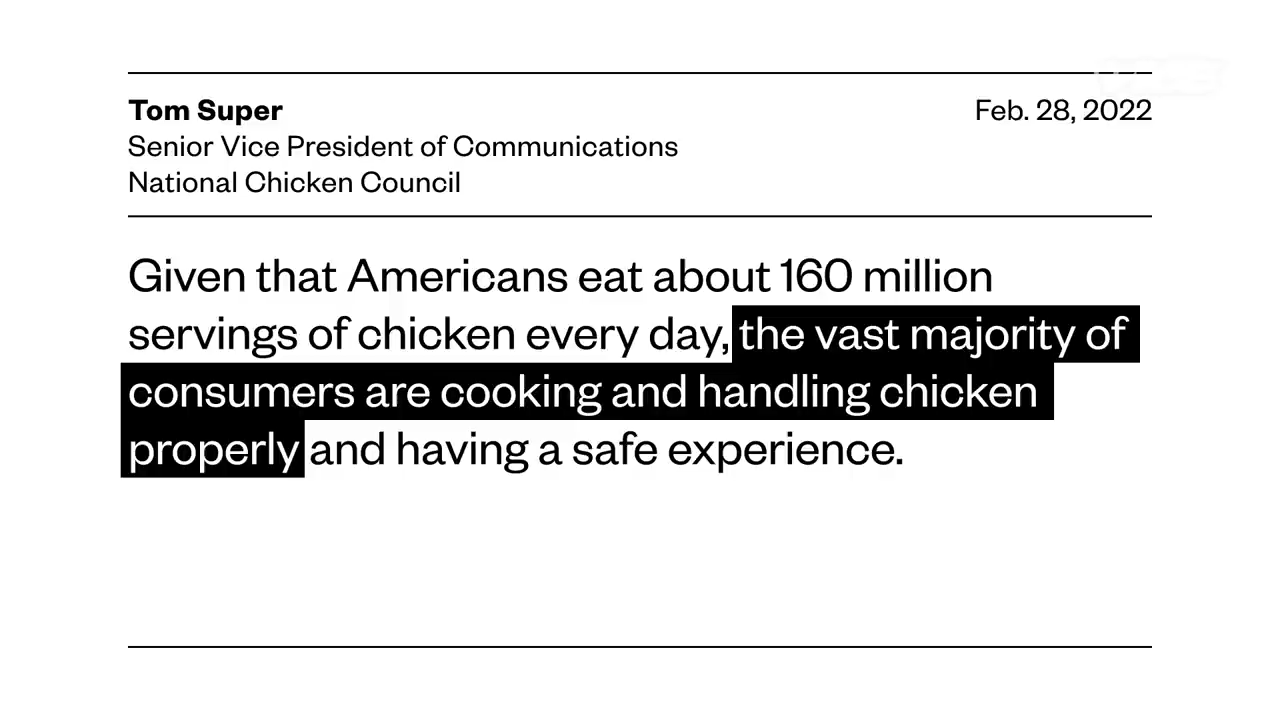 VICE
Tom Super
Feb. 28, 2022
Senior Vice President of Communications
National Chicken Council
Given that Americans eat about 160 million
servings of chicken every day, the vast majority of
consumers are cooking and handling chicken
properly and having a safe experience.